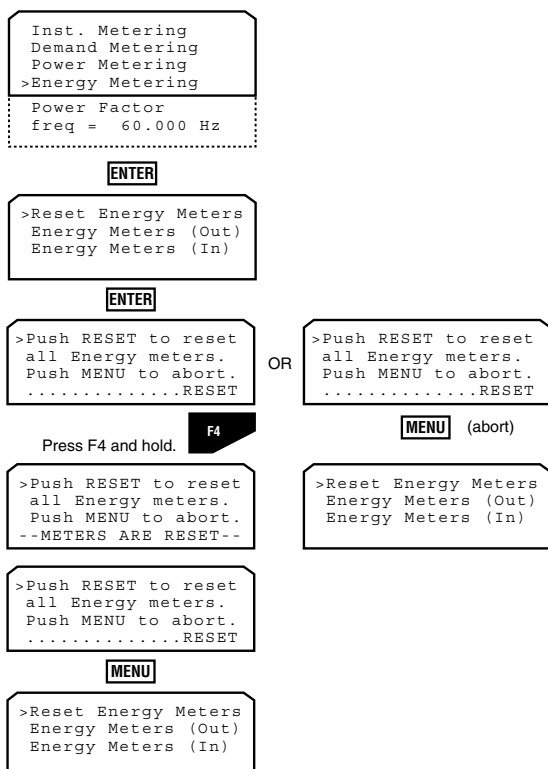 Inst. Metering
Demand Metering
Power Metering
>Energy Metering
Power Factor
freq =  60.000 Hz
ENTER
>Reset Energy Meters
Energy Meters (Out)
Energy Meters (In)
ENTER
>Push RESET to reset
all Energy meters.
Push MENU to abort.
..............RESET
OR
>Push RESET to reset
all Energy meters.
Push MENU to abort.
..............RESET
Press F4 and hold.
F4
MENU (abort)
>Push RESET to reset
all Energy meters.
Push MENU to abort.
--METERS ARE RESET--
>Reset Energy Meters
Energy Meters (Out)
Energy Meters (In)
>Push RESET to reset
all Energy meters.
Push MENU to abort.
..............RESET
MENU
>Reset Energy Meters
Energy Meters (Out)
Energy Meters (In)